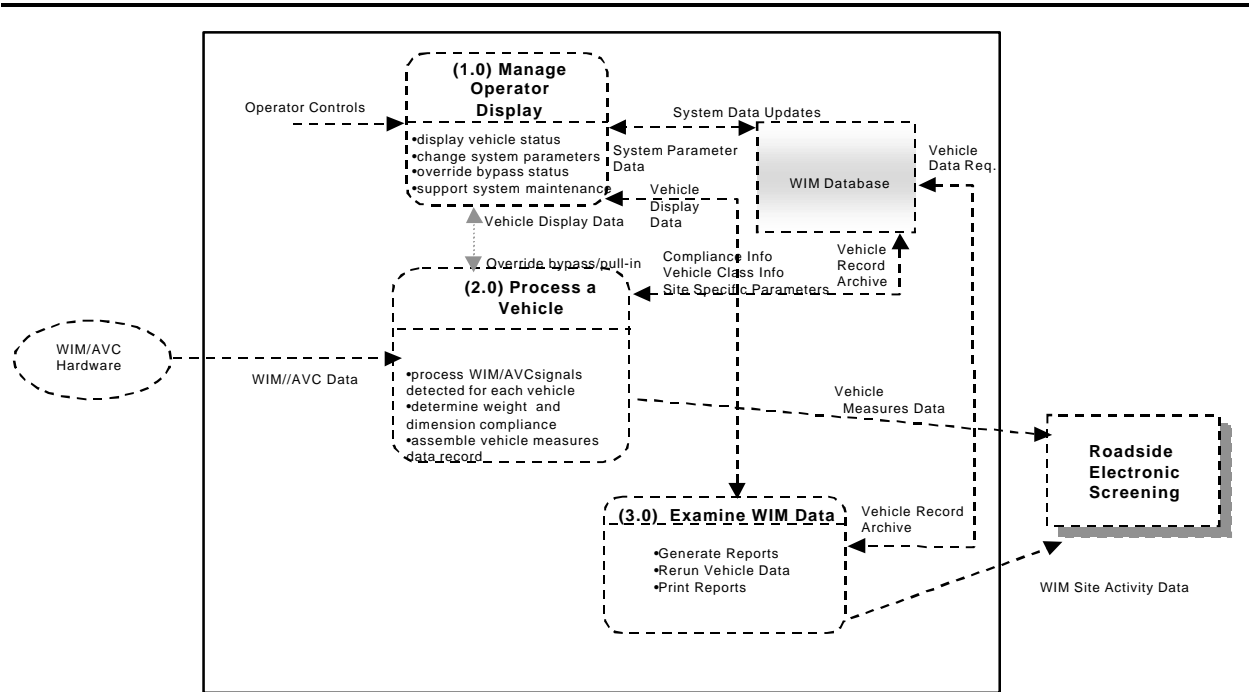 (1.0) Manage
Operator
Display
Operator Controls
•display vehicle status
•change system parameters
•override bypass status
•support system maintenance
System Data Updates
System Parameter
Data
WIM Database
Vehicle
Data Req.
Vehicle
Display
Data
Vehicle Display Data
Override bypass/pull-in
Compliance Info
Vehicle Class Info
Site Specific Parameters
Vehicle
Record
Archive
(2.0) Process a
Vehicle
WIM/AVC
Hardware
WIM//AVC Data
•process WIM/AVCsignals
detected for each vehicle
•determine weight and
dimension compliance
•assemble vehicle measures
data record
Vehicle
Measures Data
Roadside
Electronic
Screening
(3.0) Examine WIM Data
•Generate Reports
•Rerun Vehicle Data
•Print Reports
Vehicle Record
Archive
WIM Site Activity Data